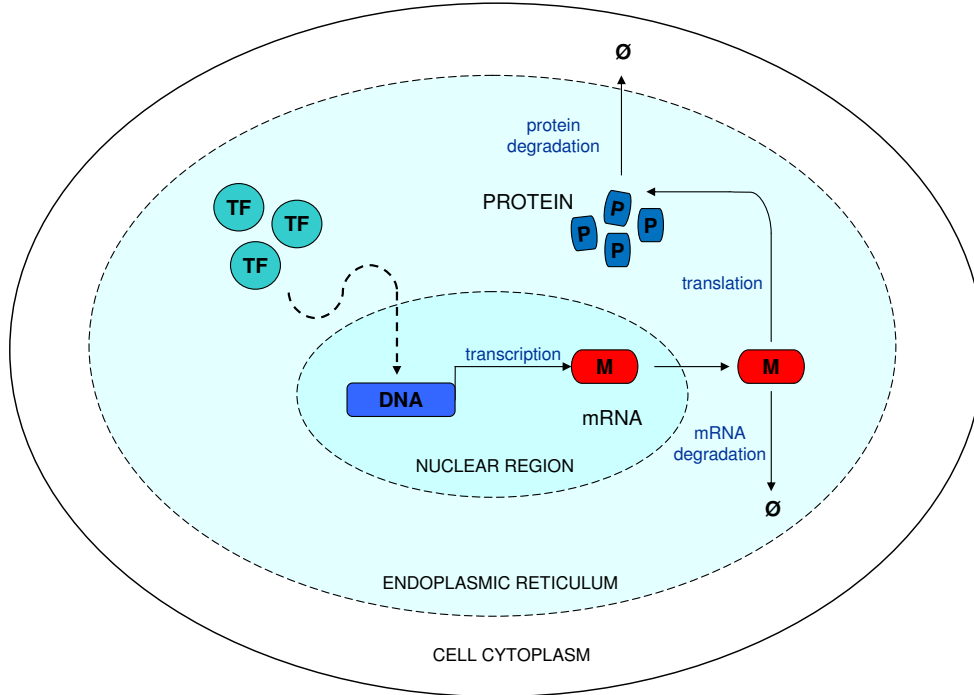 Ø
protein
degradation
PROTEIN
TF
TF
TF
P
P
P
P
translation
transcription
M
M
DNA
mRNA
mRNA
degradation
NUCLEAR REGION
Ø
ENDOPLASMIC RETICULUM
CELL CYTOPLASM